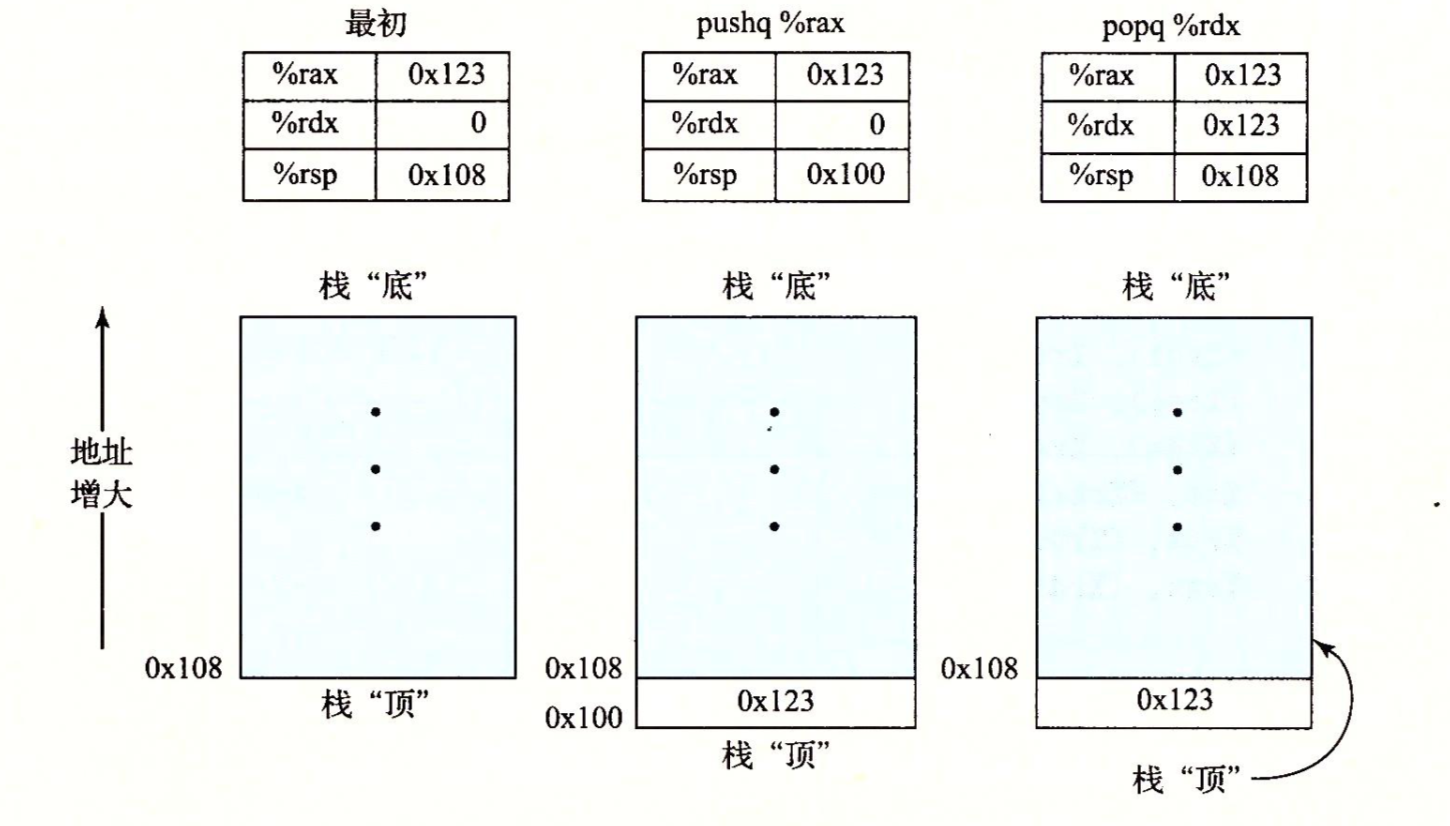 最初
%rax 0x123
%rdx 0
%rsp 0x108
pushq %rax
%rax 0x123
%rdx 0
%rsp 0x100
popq %rdx
%rax 0x123
%rdx 0x123
%rsp 0x108
地址
增大
栈“底”
0x108
栈“顶”
栈“底”
0x108
0x123
0x100
栈“顶”
栈“底”
0x108
0x123
栈“顶”